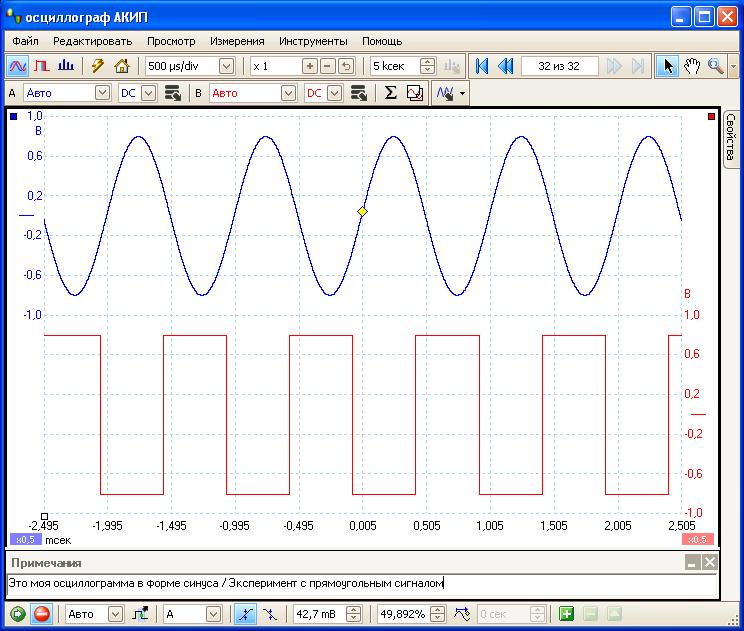 осциллограф АКИП
Файл Редактировать Просмотр Измерения Инструменты Помощь
500 µs/div x 1 5 kсек 32 из 32
A Авто DC B Авто DC Σ
Свойства
1,0
В
0,6
0,2
-0,2
-0,6
-1,0
В
1,0
0,6
0,2
-0,2
-0,6
-1,0
-2,495 -1,995 -1,495 -0,995 -0,495 0,005 0,505 1,005 1,505 2,005 2,505
x0,5 mсек x0,5
Примечания
Это моя осциллограмма в форме синуса / Эксперимент с прямоугольным сигналом
Авто A 42,7 mВ 49,892% 0 сек